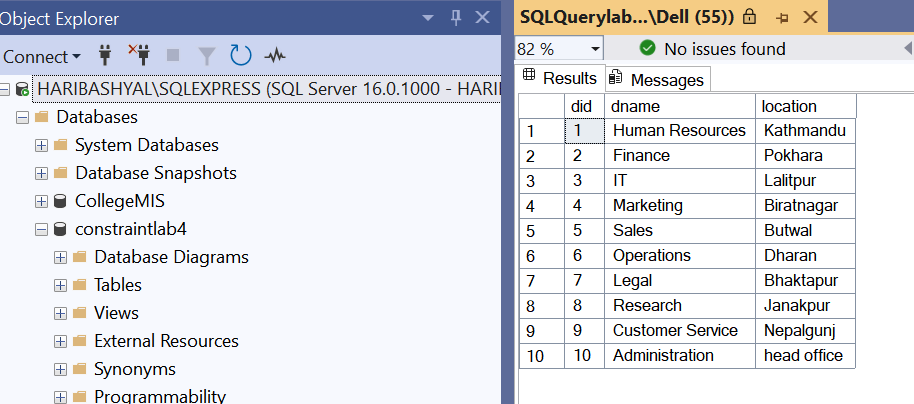 Object Explorer
Connect
HARIBASHYAL\SQLEXPRESS (SQL Server 16.0.1000 - HARI
Databases
System Databases
Database Snapshots
CollegeMIS
constraintlab4
Database Diagrams
Tables
Views
External Resources
Synonyms
Programmability
SQLQuerylab...\Dell (55))
82 %
No issues found
Results Messages
did dname location
1 1 Human Resources Kathmandu
2 2 Finance Pokhara
3 3 IT Lalitpur
4 4 Marketing Biratnagar
5 5 Sales Butwal
6 6 Operations Dharan
7 7 Legal Bhaktapur
8 8 Research Janakpur
9 9 Customer Service Nepalgunj
10 10 Administration head office